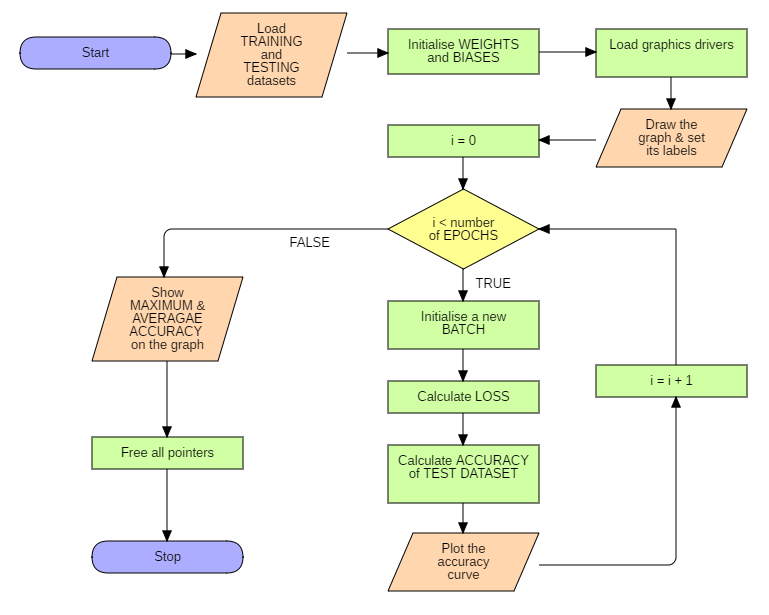 Start
Load
TRAINING
and
TESTING
datasets
Initialise WEIGHTS
and BIASES
Load graphics drivers
Draw the
graph & set
its labels
i = 0
i < number
of EPOCHS
FALSE
TRUE
Show
MAXIMUM &
AVERAGAE
ACCURACY
on the graph
Initialise a new
BATCH
Calculate LOSS
i = i + 1
Free all pointers
Calculate ACCURACY
of TEST DATASET
Stop
Plot the
accuracy
curve